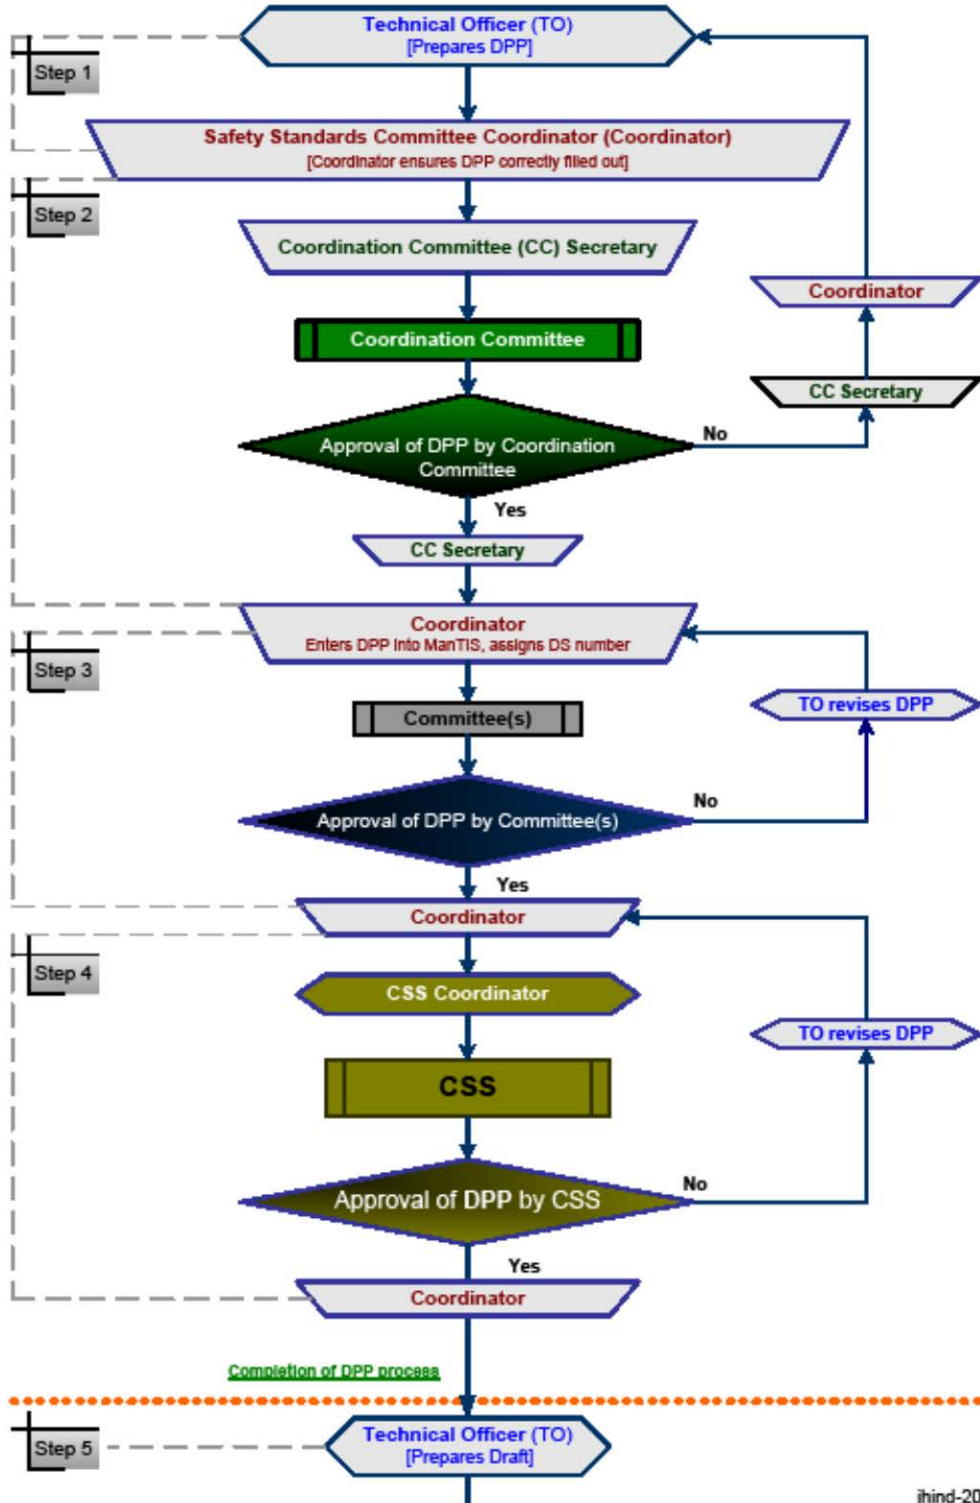 Technical Officer (TO)
[Prepares DPP]
Step 1
Safety Standards Committee Coordinator (Coordinator)
[Coordinator ensures DPP correctly filled out]
Step 2
Coordination Committee (CC) Secretary
Coordinator
Coordination Committee
CC Secretary
No
Approval of DPP by Coordination
Committee
Yes
CC Secretary
Coordinator
Enters DPP into ManTIS, assigns DS number
Step 3
TO revises DPP
Committee(s)
No
Approval of DPP by Committee(s)
Yes
Coordinator
Step 4
CSS Coordinator
TO revises DPP
CSS
No
Approval of DPP by CSS
Yes
Coordinator
Completion of DPP process
Technical Officer (TO)
[Prepares Draft]
Step 5
ihind-20